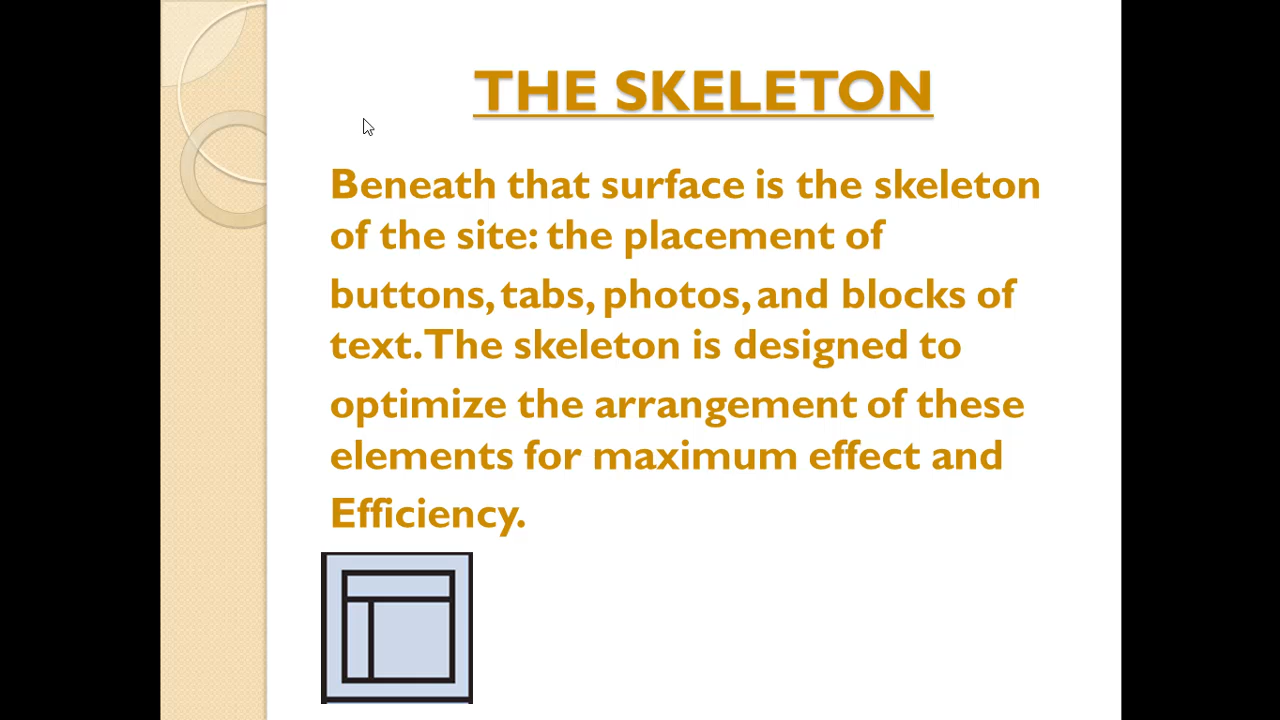 THE SKELETON
Beneath that surface is the skeleton
of the site: the placement of
buttons, tabs, photos, and blocks of
text. The skeleton is designed to
optimize the arrangement of these
elements for maximum effect and
Efficiency.